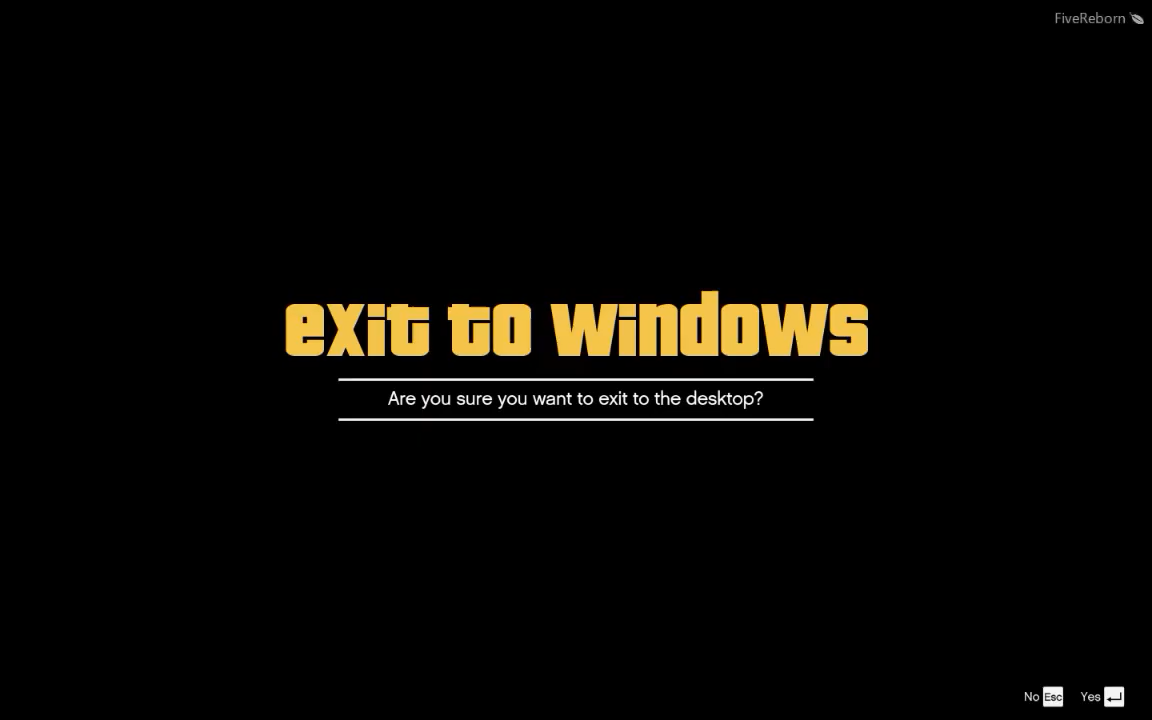 FiveReborn
exit to windows
Are you sure you want to exit to the desktop?
No Esc Yes